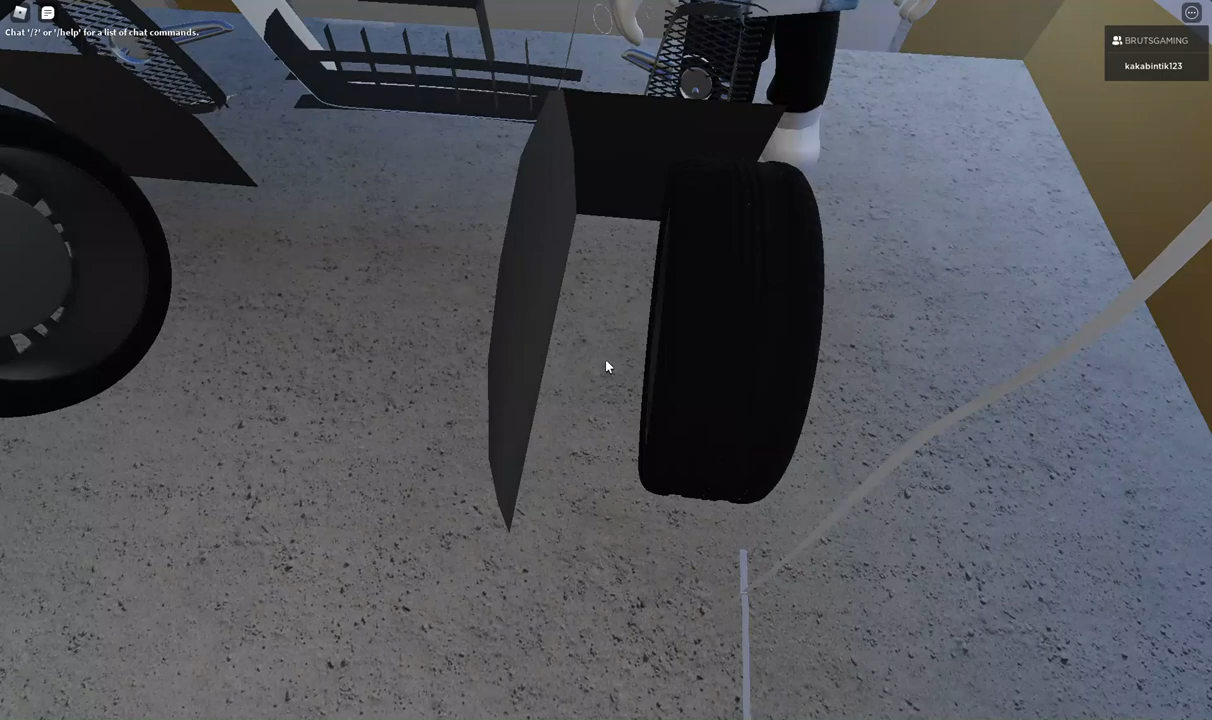 Chat '/?' or '/help' for a list of chat commands.
BRUTSGAMING
kakabintik123